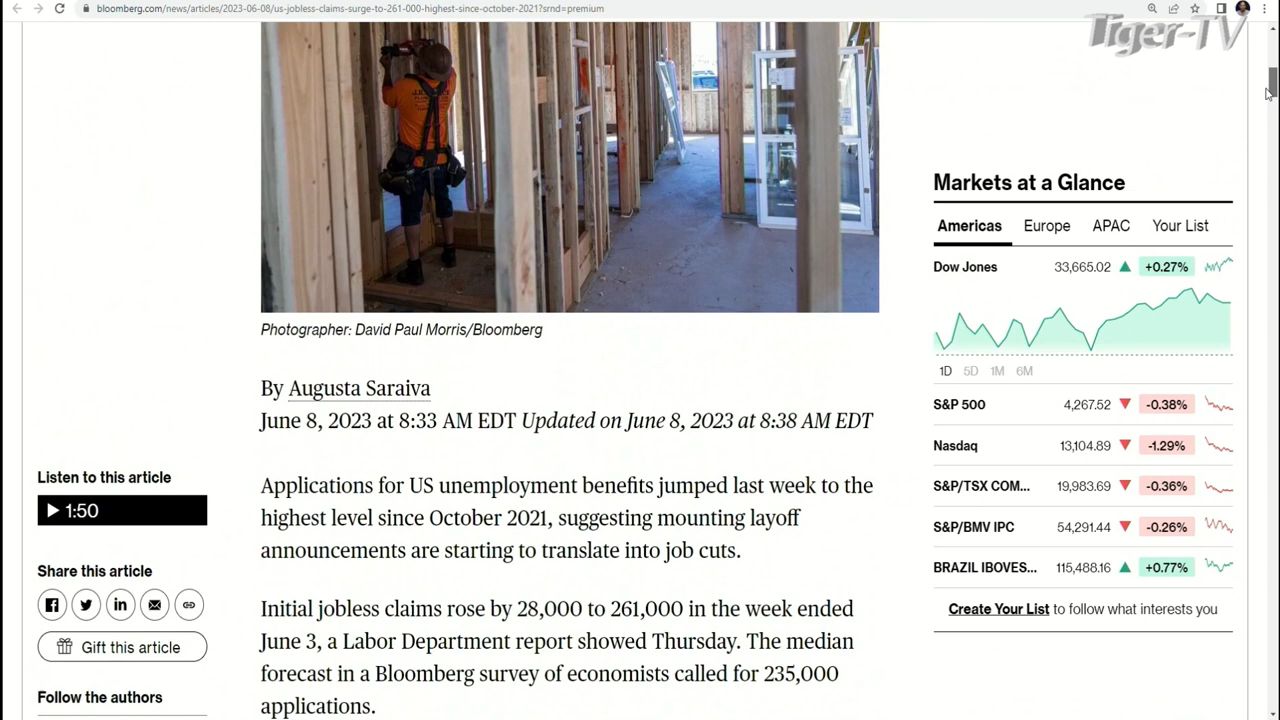 bloomberg.com/news/articles/2023-06-08/us-jobless-claims-surge-to-261-000-highest-since-october-2021?srnd=premium
Tiger-TV
Photographer: David Paul Morris/Bloomberg
By Augusta Saraiva
June 8, 2023 at 8:33 AM EDT Updated on June 8, 2023 at 8:38 AM EDT
Applications for US unemployment benefits jumped last week to the
highest level since October 2021, suggesting mounting layoff
announcements are starting to translate into job cuts.
Initial jobless claims rose by 28,000 to 261,000 in the week ended
June 3, a Labor Department report showed Thursday. The median
forecast in a Bloomberg survey of economists called for 235,000
applications.
Listen to this article
1:50
Share this article
Gift this article
Follow the authors
Markets at a Glance
Americas Europe APAC Your List
Dow Jones 33,665.02 +0.27%
1D 5D 1M 6M
S&P 500 4,267.52 -0.38%
Nasdaq 13,104.89 -1.29%
S&P/TSX COM... 19,983.69 -0.36%
S&P/BMV IPC 54,291.44 -0.26%
BRAZIL IBOVES... 115,488.16 +0.77%
Create Your List to follow what interests you